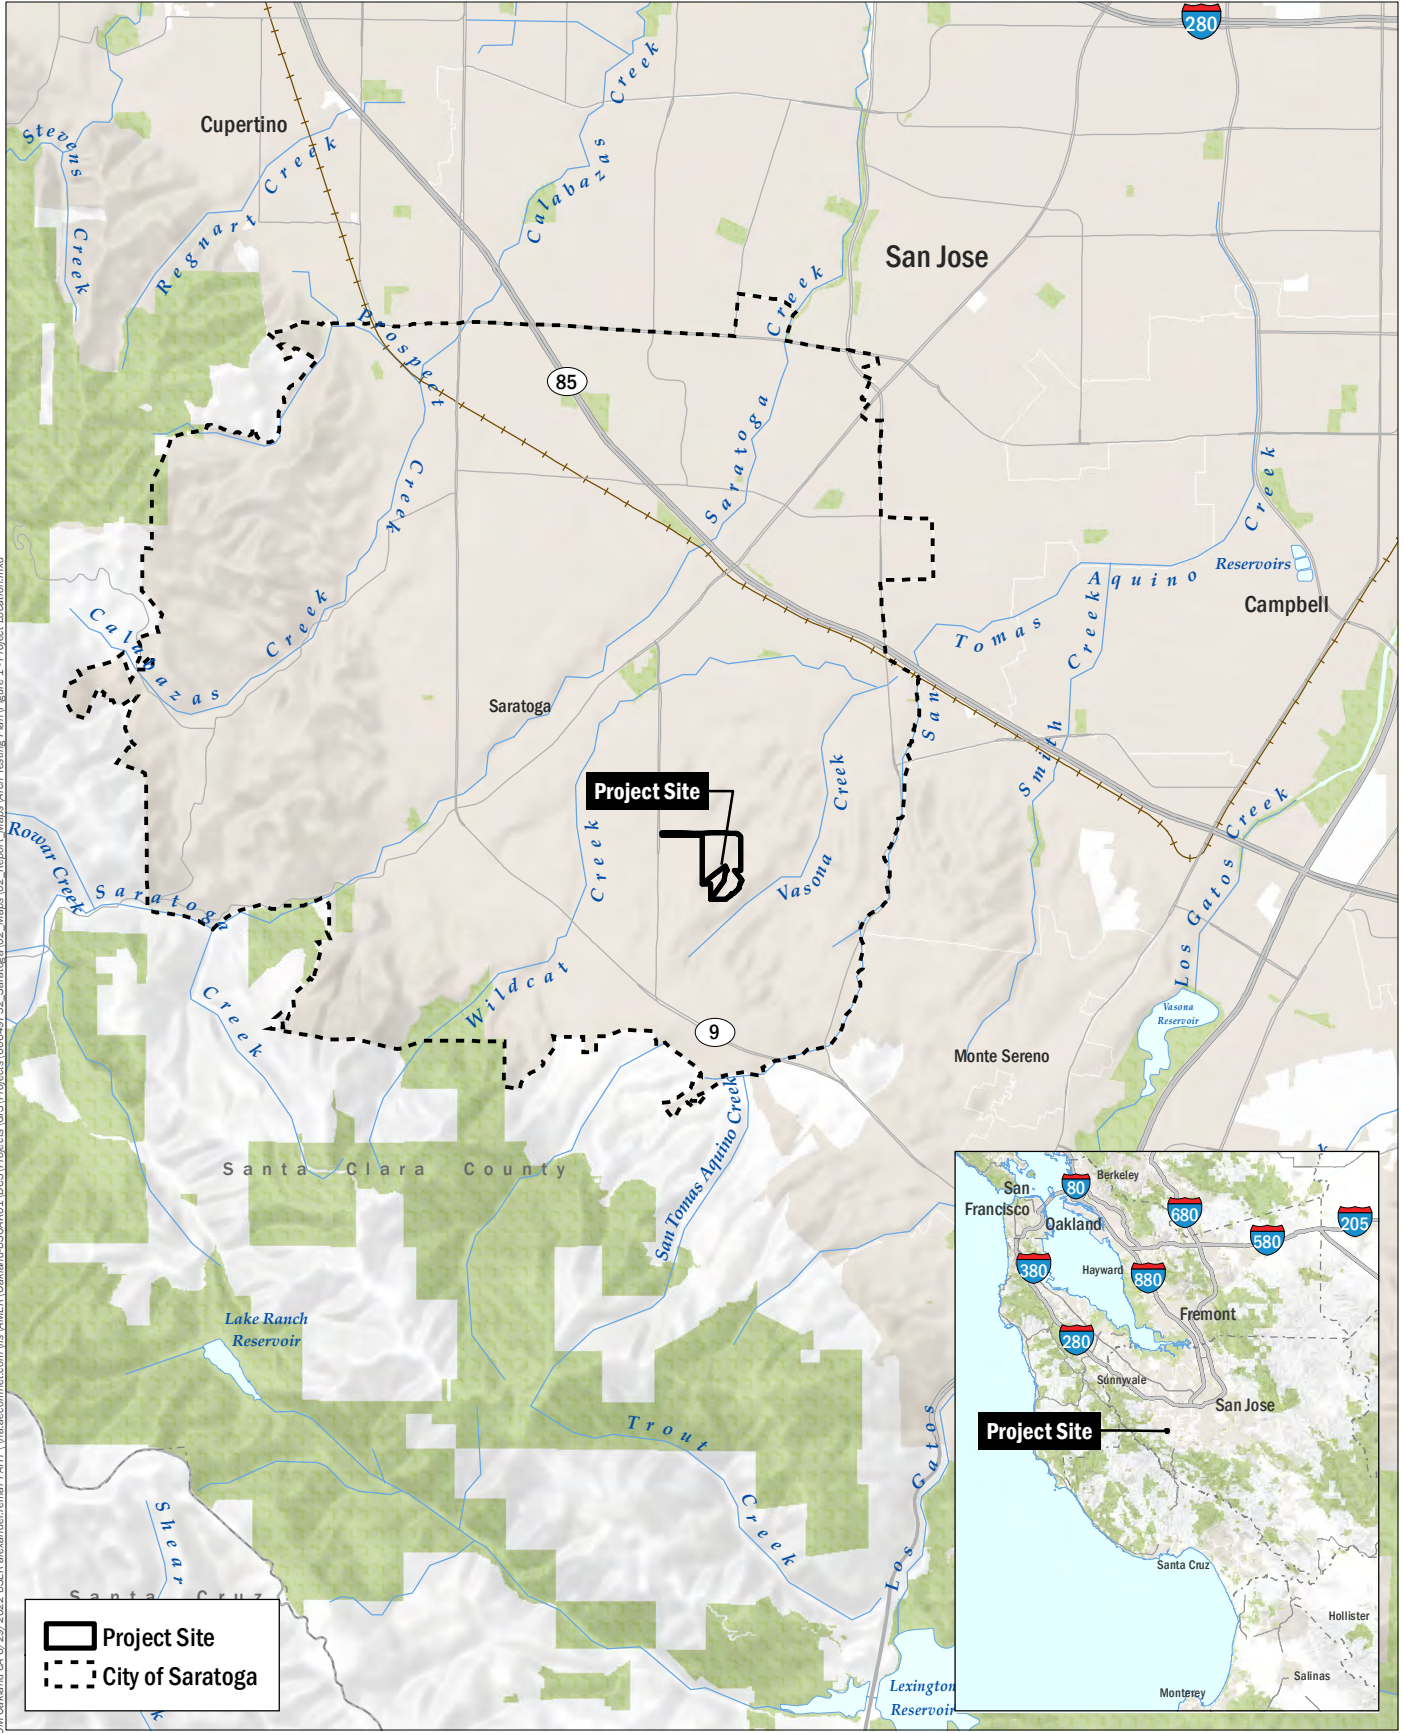 280
Cupertino
Stevens
Creek
Regnart Creek
Calabazas Creek
San Jose
Prospect
Creek
85
Saratoga Creek
Calabazas Creek
San Tomas Aquino Creek
Reservoirs
Campbell
Smith Creek
Saratoga
Project Site
Wildcat Creek
Vasona Creek
Los Gatos Creek
Rowar Creek
Saratoga
Creek
Vasona
Reservoir
9
Monte Sereno
San Tomas Aquino Creek
Santa Clara County
Lake Ranch
Reservoir
Trout
Creek
Los Gatos
Shear
Santa Cruz
k
k
Lexington
Reservoir
Project Site
City of Saratoga
San
Francisco
80
Berkeley
Oakland
680
580
205
380
Hayward
880
Fremont
280
Sunnyvale
San Jose
Project Site
Santa Cruz
Hollister
Salinas
Monterey